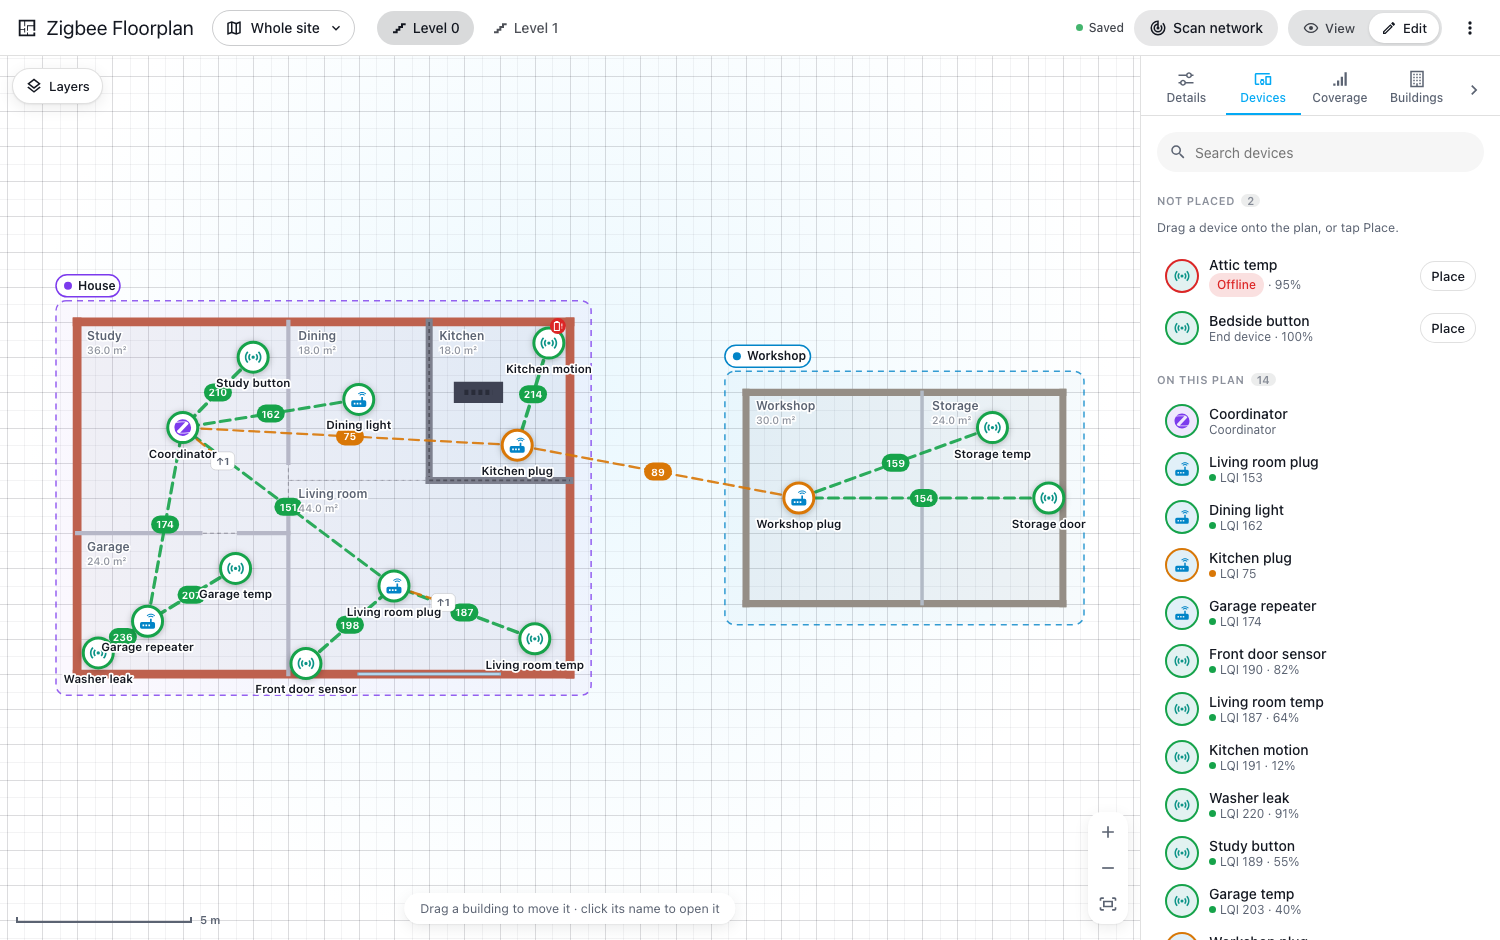 Zigbee Floorplan
Whole site
Level 0
Level 1
Saved
Scan network
View
Edit
Layers
Details
Devices
Coverage
Buildings
Search devices
NOT PLACED 2
Drag a device onto the plan, or tap Place.
Attic temp
Offline · 95%
Place
Bedside button
End device · 100%
Place
ON THIS PLAN 14
Coordinator
Coordinator
Living room plug
LQI 153
Dining light
LQI 162
Kitchen plug
LQI 75
Garage repeater
LQI 174
Front door sensor
LQI 190 · 82%
Living room temp
LQI 187 · 64%
Kitchen motion
LQI 191 · 12%
Washer leak
LQI 220 · 91%
Study button
LQI 189 · 55%
Garage temp
LQI 203 · 40%
Workshop plug
House
Study
36.0 m²
Dining
18.0 m²
Kitchen
18.0 m²
Kitchen motion
Study button
210
162
214
Dining light
75
Coordinator
↑1
Kitchen plug
89
Living room
44.0 m²
151
174
Garage
24.0 m²
Garage temp
Living room plug
↑1
187
198
236
Garage repeater
Living room temp
Washer leak
Front door sensor
Workshop
Workshop
30.0 m²
Storage
24.0 m²
Storage temp
159
154
Workshop plug
Storage door
Drag a building to move it · click its name to open it
5 m